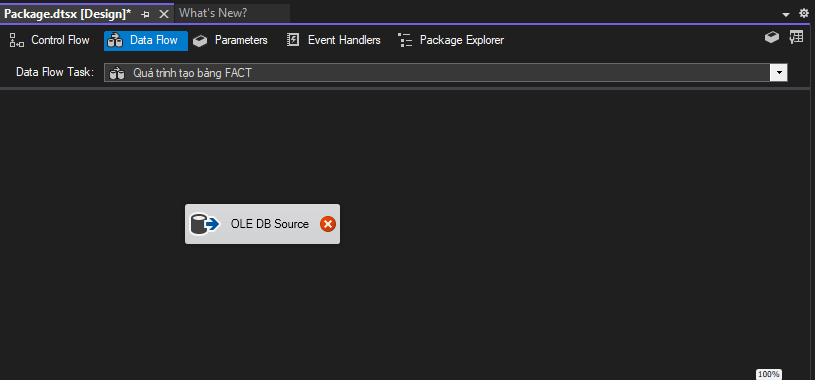 Package.dtsx [Design]* What's New?
Control Flow Data Flow Parameters Event Handlers Package Explorer
Data Flow Task: Quá trình tạo bảng FACT
OLE DB Source
100%